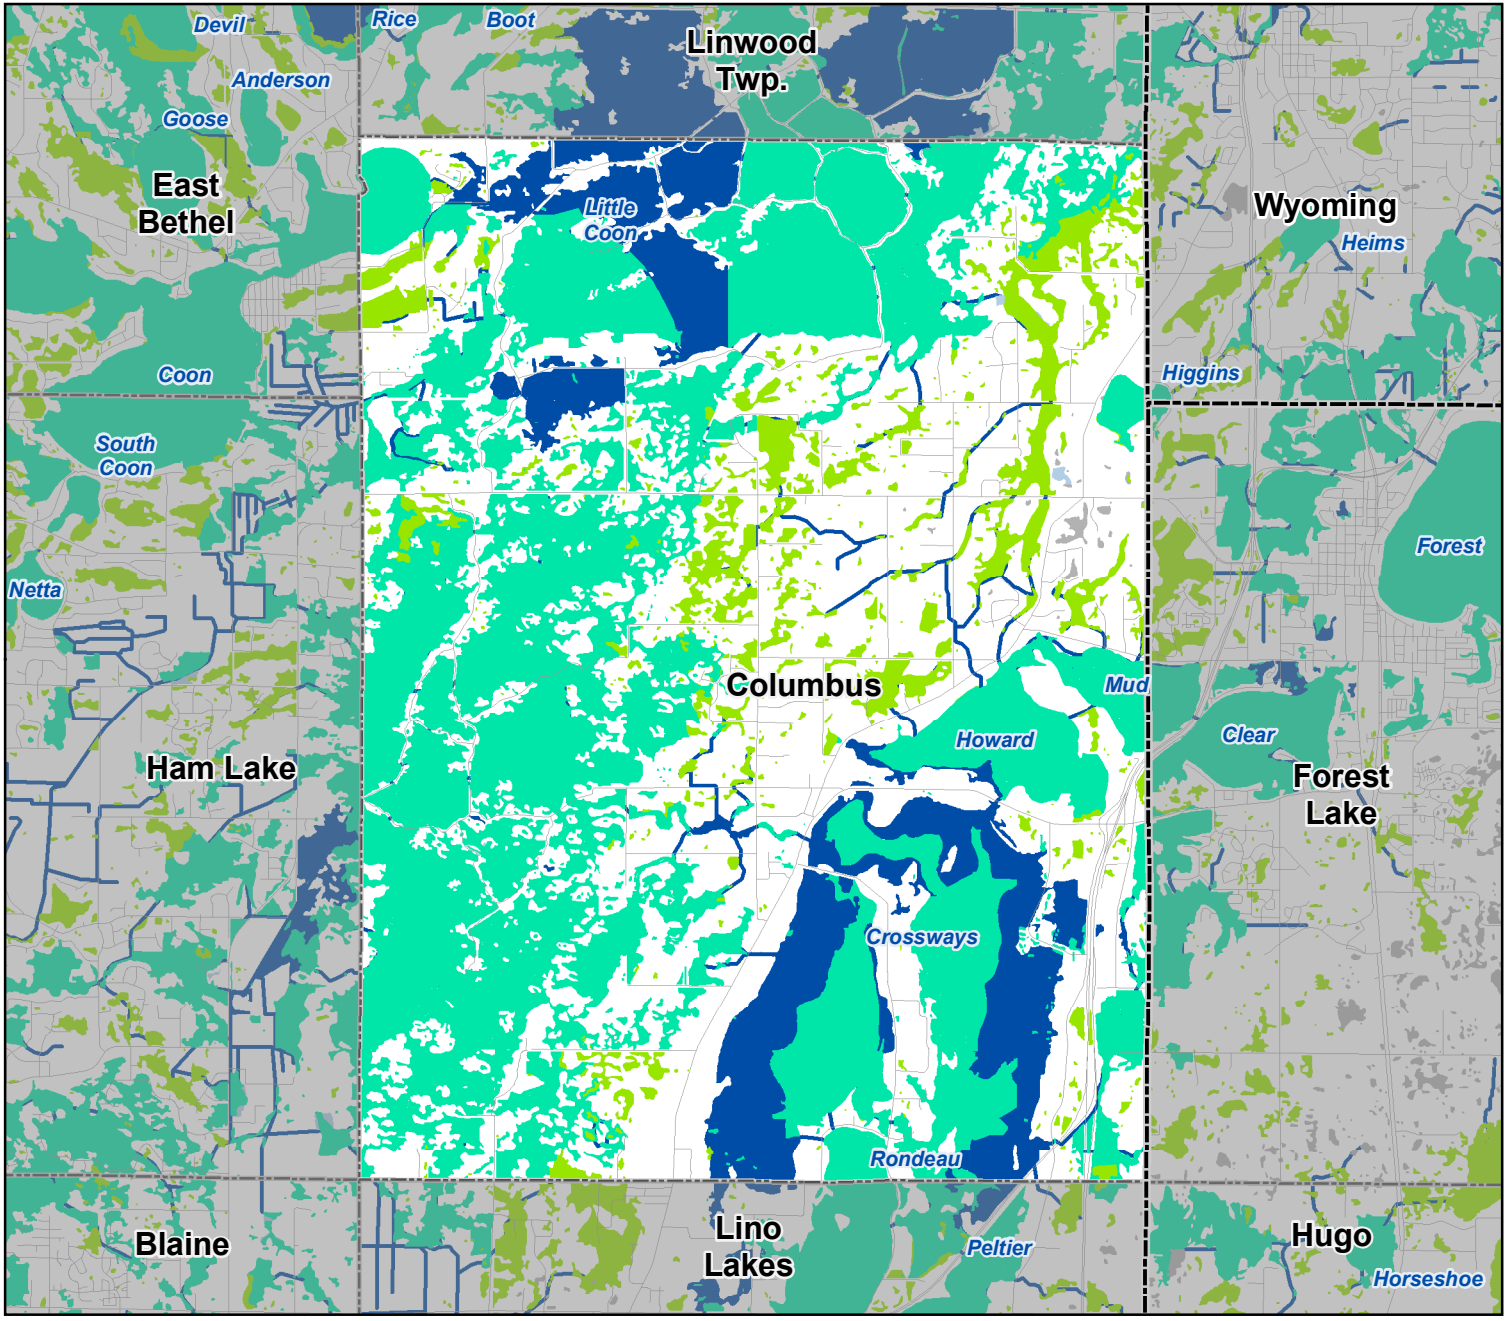 Devil
Rice
Boot
Linwood
Twp.
Anderson
Goose
East
Bethel
Little
Coon
Wyoming
Heims
Coon
Higgins
South
Coon
Forest
Netta
Columbus
Mud
Howard
Clear
Ham Lake
Forest
Lake
Crossways
Rondeau
Blaine
Lino
Lakes
Peltier
Hugo
Horseshoe